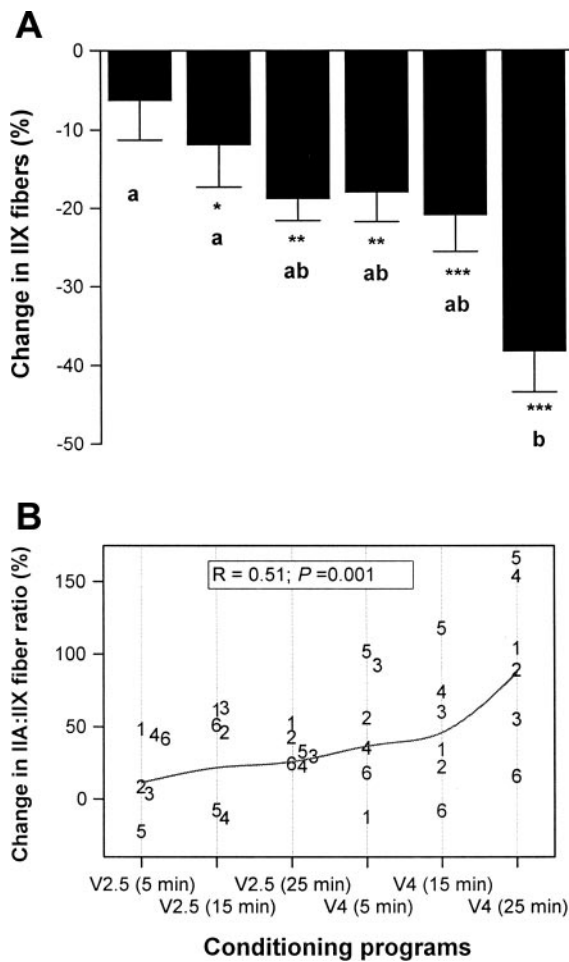 A
Change in IIX fibers (%)
0
-10
-20
-30
-40
-50
a
*
a
**
ab
**
ab
***
ab
***
b
B
Change in IIA:IIX fiber ratio (%)
150
100
50
0
R = 0.51; P =0.001
1
4
6
2
3
5
1
3
5
2
5
4
1
2
5
3
6
4
5
3
2
4
6
1
5
4
3
1
2
6
5
4
1
2
3
6
V2.5 (5 min)
V2.5 (15 min)
V2.5 (25 min)
V4 (5 min)
V4 (15 min)
V4 (25 min)
Conditioning programs